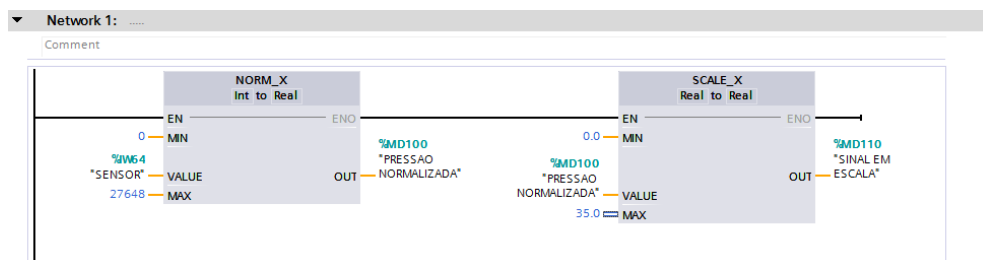 Network 1: .....
Comment
NORM_X
Int to Real
EN
ENO
0
MIN
%IW64
"SENSOR"
VALUE
27648
MAX
OUT
%MD100
"PRESSAO
NORMALIZADA"
SCALE_X
Real to Real
EN
ENO
0.0
MIN
%MD100
"PRESSAO
NORMALIZADA"
VALUE
35.0
MAX
OUT
%MD110
"SINAL EM
ESCALA"